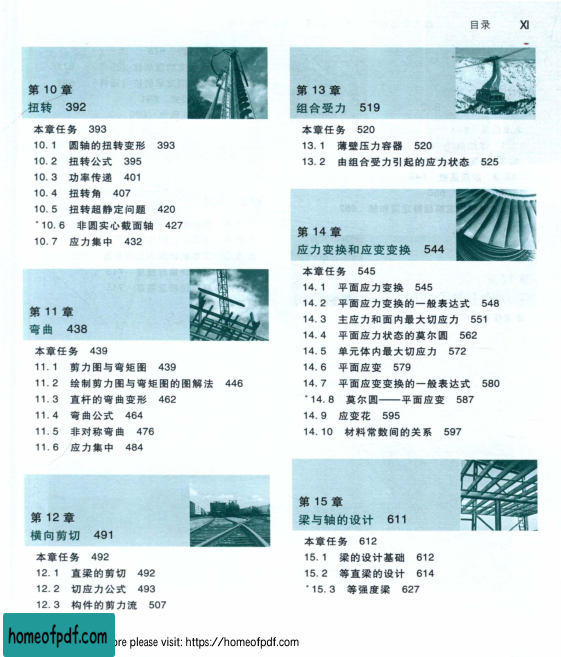 目录 XI
第 10 章
扭转 392
本章任务 393
10.1 圆轴的扭转变形 393
10.2 扭转公式 395
10.3 功率传递 401
10.4 扭转角 407
10.5 扭转超静定问题 420
*10.6 非圆实心截面轴 427
10.7 应力集中 432
第 11 章
弯曲 438
本章任务 439
11.1 剪力图与弯矩图 439
11.2 绘制剪力图与弯矩图的图解法 446
11.3 直杆的弯曲变形 462
11.4 弯曲公式 464
11.5 非对称弯曲 476
11.6 应力集中 484
第 12 章
横向剪切 491
本章任务 492
12.1 直梁的剪切 492
12.2 切应力公式 493
12.3 构件的剪力流 507
第 13 章
组合受力 519
本章任务 520
13.1 薄壁压力容器 520
13.2 由组合受力引起的应力状态 525
第 14 章
应力变换和应变变换 544
本章任务 545
14.1 平面应力变换 545
14.2 平面应力变换的一般表达式 548
14.3 主应力和面内最大切应力 551
14.4 平面应力状态的莫尔圆 562
14.5 单元体内最大切应力 572
14.6 平面应变 579
14.7 平面应变变换的一般表达式 580
*14.8 莫尔圆——平面应变 587
14.9 应变花 595
14.10 材料常数间的关系 597
第 15 章
梁与轴的设计 611
本章任务 612
15.1 梁的设计基础 612
15.2 等直梁的设计 614
*15.3 等强度梁 627
homeofpdf.com
ore please visit: https://homeofpdf.com